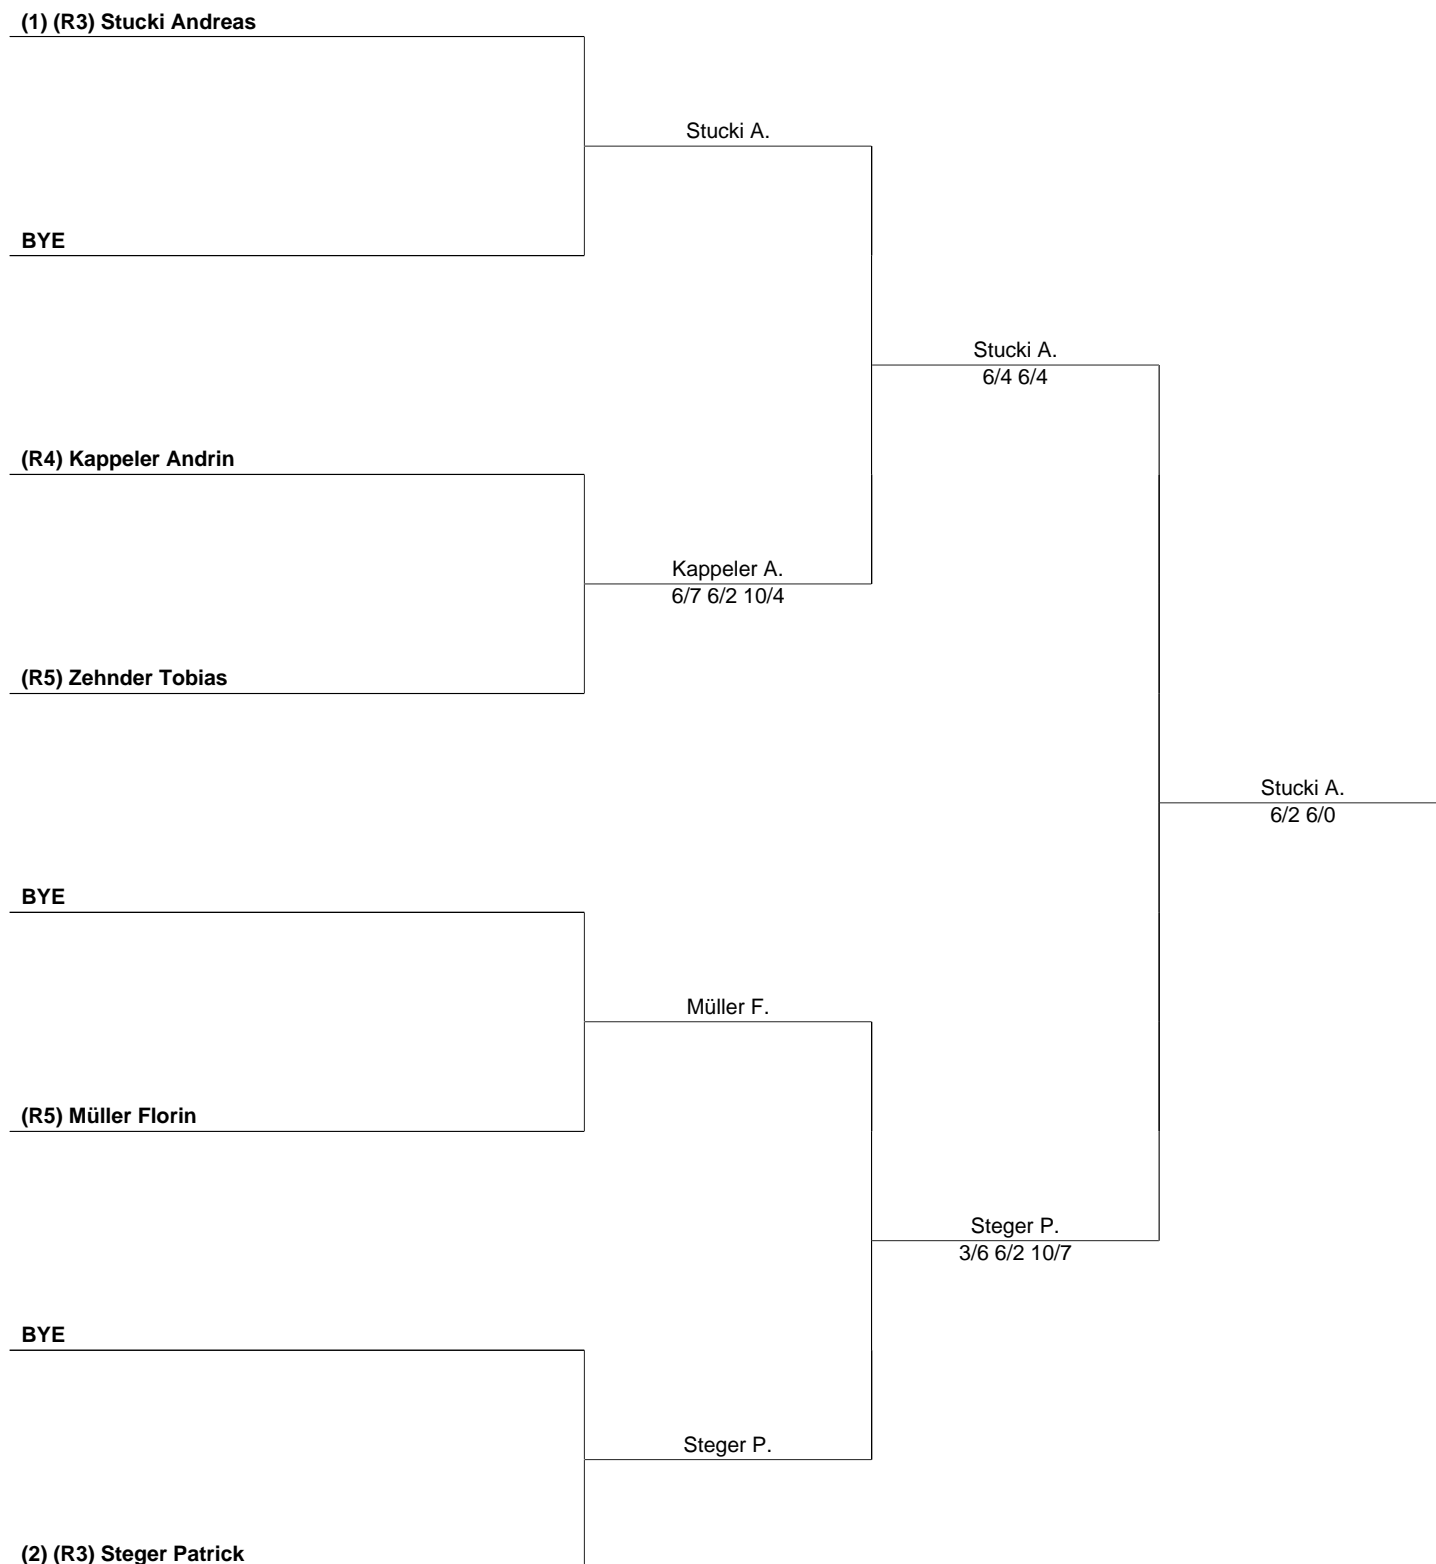 (1) (R3) Stucki Andreas
Stucki A.
BYE
Stucki A.
6/4 6/4
(R4) Kappeler Andrin
Kappeler A.
6/7 6/2 10/4
(R5) Zehnder Tobias
Stucki A.
6/2 6/0
BYE
Müller F.
(R5) Müller Florin
Steger P.
3/6 6/2 10/7
BYE
Steger P.
(2) (R3) Steger Patrick